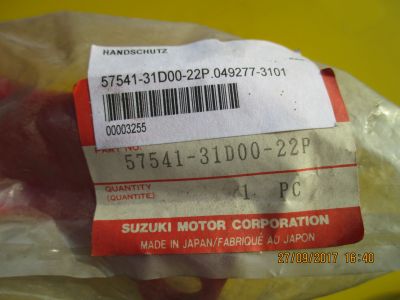 HANDSCHUTZ
57541-31D00-22P.049277-3101
00003255
PART NO.
57541-31D00-22P
QUANTITY
(QUANTITE)
1 PC
SUZUKI MOTOR CORPORATION
MADE IN JAPAN/FABRIQUÉ AU JAPON
27/09/2017 16:40